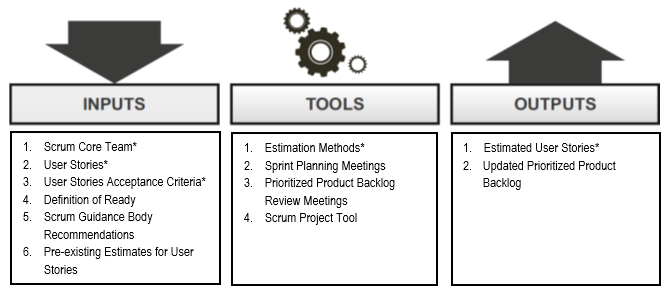 INPUTS
1. Scrum Core Team*
2. User Stories*
3. User Stories Acceptance Criteria*
4. Definition of Ready
5. Scrum Guidance Body
Recommendations
6. Pre-existing Estimates for User
Stories
TOOLS
1. Estimation Methods*
2. Sprint Planning Meetings
3. Prioritized Product Backlog
Review Meetings
4. Scrum Project Tool
OUTPUTS
1. Estimated User Stories*
2. Updated Prioritized Product
Backlog